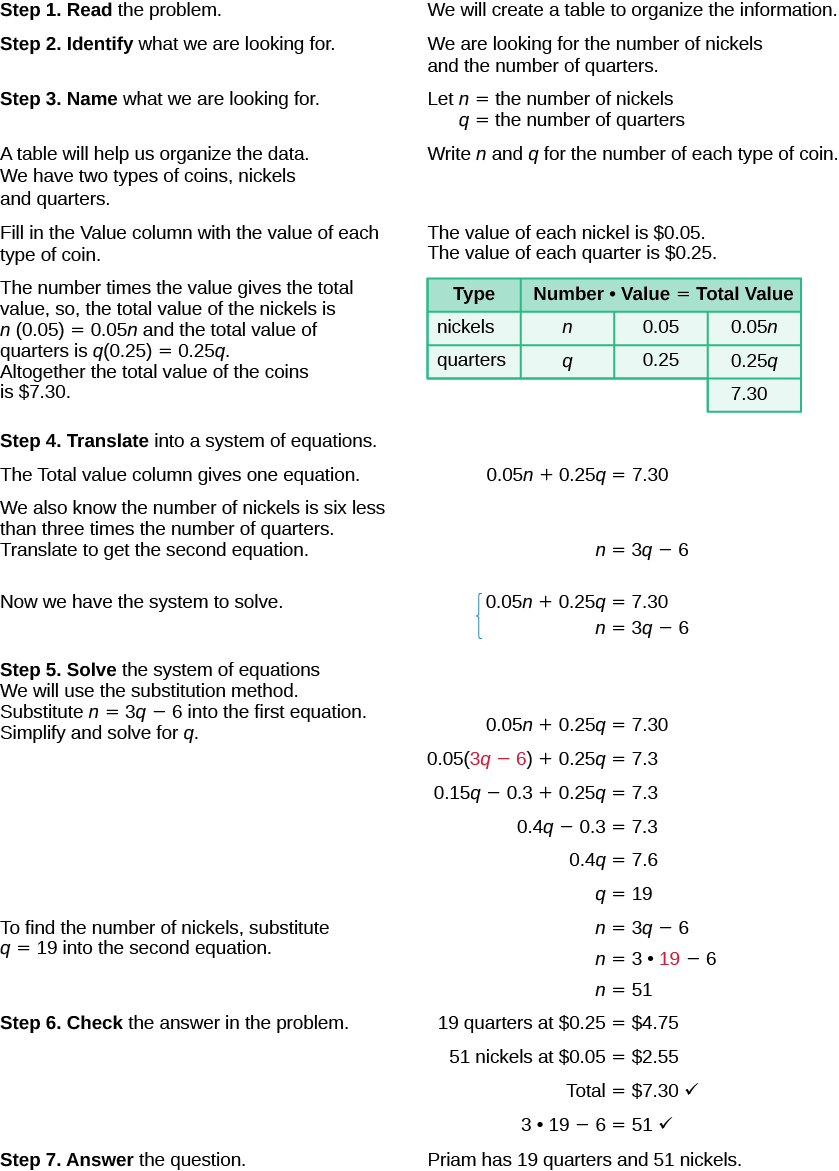 Step 1. Read the problem.
We will create a table to organize the information.
Step 2. Identify what we are looking for.
We are looking for the number of nickels
and the number of quarters.
Step 3. Name what we are looking for.
Let n = the number of nickels
q = the number of quarters
A table will help us organize the data.
We have two types of coins, nickels
and quarters.
Write n and q for the number of each type of coin.
Fill in the Value column with the value of each
type of coin.
The value of each nickel is $0.05.
The value of each quarter is $0.25.
The number times the value gives the total
value, so, the total value of the nickels is
n (0.05) = 0.05n and the total value of
quarters is q(0.25) = 0.25q.
Altogether the total value of the coins
is $7.30.
Type Number • Value = Total Value
nickels n 0.05 0.05n
quarters q 0.25 0.25q
7.30
Step 4. Translate into a system of equations.
The Total value column gives one equation.
0.05n + 0.25q = 7.30
We also know the number of nickels is six less
than three times the number of quarters.
Translate to get the second equation.
n = 3q − 6
Now we have the system to solve.
0.05n + 0.25q = 7.30
n = 3q − 6
Step 5. Solve the system of equations
We will use the substitution method.
Substitute n = 3q − 6 into the first equation.
Simplify and solve for q.
0.05n + 0.25q = 7.30
0.05(3q − 6) + 0.25q = 7.3
0.15q − 0.3 + 0.25q = 7.3
0.4q − 0.3 = 7.3
0.4q = 7.6
q = 19
To find the number of nickels, substitute
q = 19 into the second equation.
n = 3q − 6
n = 3 • 19 − 6
n = 51
Step 6. Check the answer in the problem.
19 quarters at $0.25 = $4.75
51 nickels at $0.05 = $2.55
Total = $7.30 ✓
3 • 19 − 6 = 51 ✓
Step 7. Answer the question.
Priam has 19 quarters and 51 nickels.